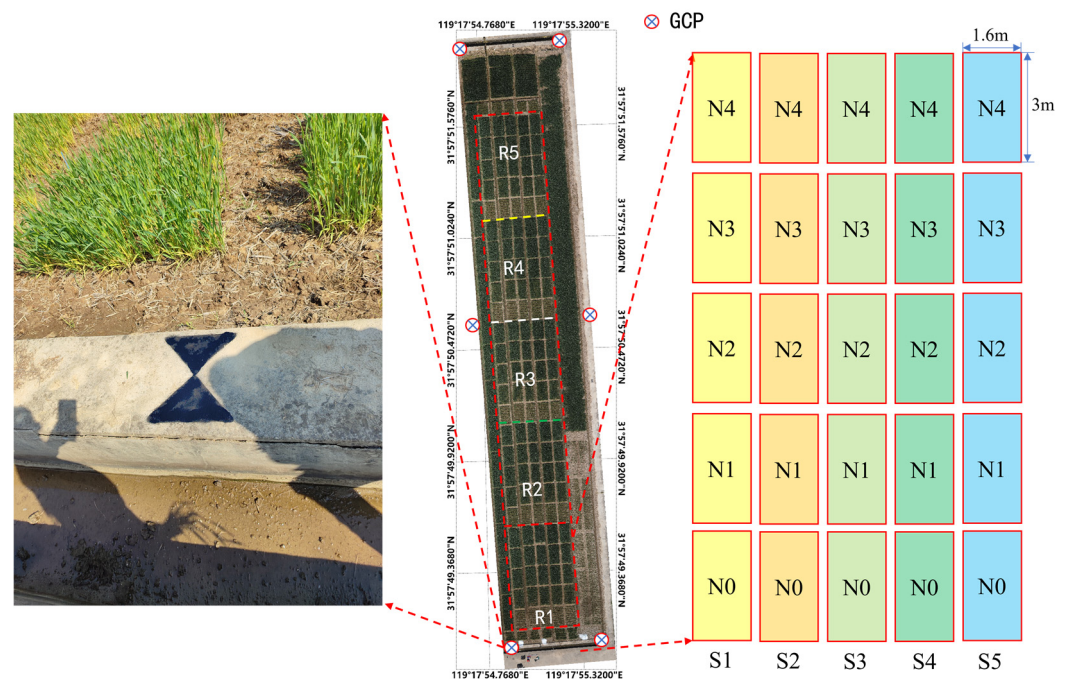 119°17'54.7680"E 119°17'55.3200"E
GCP
1.6m
3m
31°57'51.5760"N
31°57'51.0240"N
31°57'50.4720"N
31°57'49.9200"N
31°57'49.3680"N
R5
R4
R3
R2
R1
31°57'51.5760"N
31°57'51.0240"N
31°57'50.4720"N
31°57'49.9200"N
31°57'49.3680"N
119°17'54.7680"E 119°17'55.3200"E
N4 N4 N4 N4 N4
N3 N3 N3 N3 N3
N2 N2 N2 N2 N2
N1 N1 N1 N1 N1
N0 N0 N0 N0 N0
S1 S2 S3 S4 S5